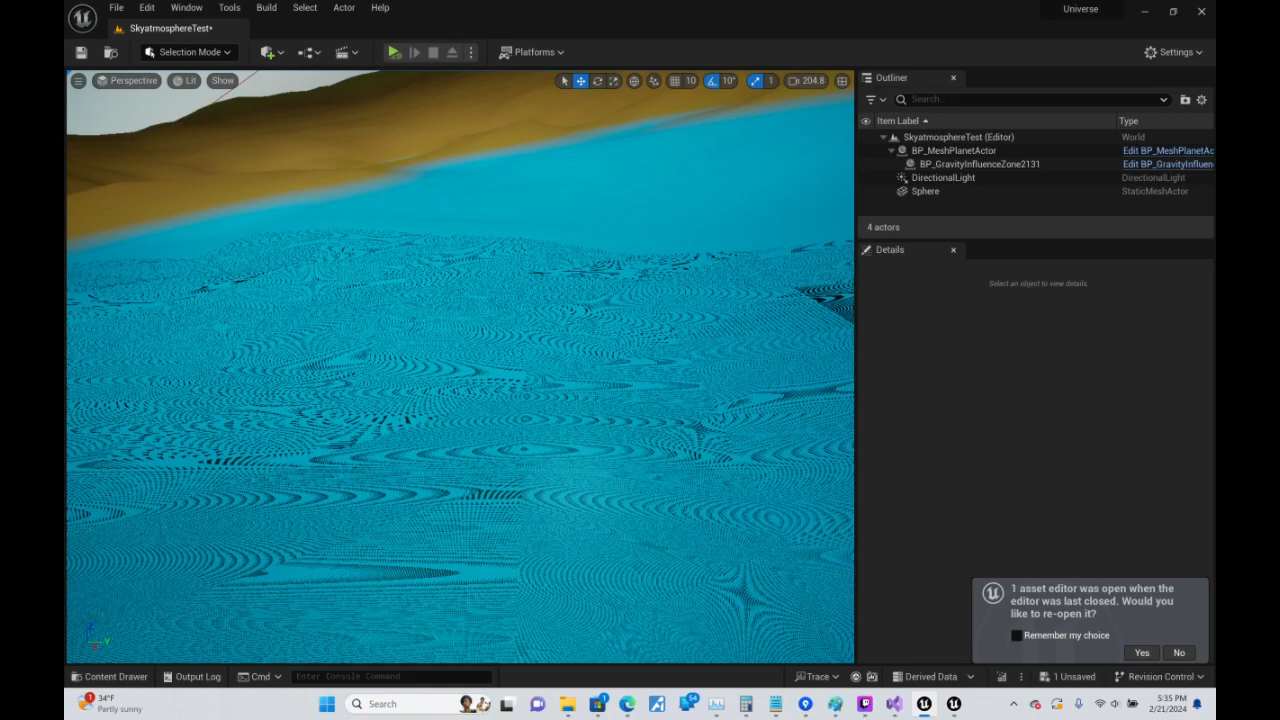 File Edit Window Tools Build Select Actor Help
Universe
SkyatmosphereTest*
Selection Mode
Platforms
Settings
Perspective Lit Show
10 10° 1 204.8
Outliner
Search...
Item Label Type
SkyatmosphereTest (Editor) World
BP_MeshPlanetActor Edit BP_MeshPlanetAc
BP_GravityInfluenceZone2131 Edit BP_GravityInfluen
DirectionalLight DirectionalLight
Sphere StaticMeshActor
4 actors
Details
Select an object to view details.
1 asset editor was open when the
editor was last closed. Would you
like to re-open it?
Remember my choice
Yes No
Z Y X
Content Drawer Output Log Cmd Enter Console Command
Trace Derived Data 1 Unsaved Revision Control
1 34°F
Partly sunny
Search
1
54
5:35 PM
2/21/2024